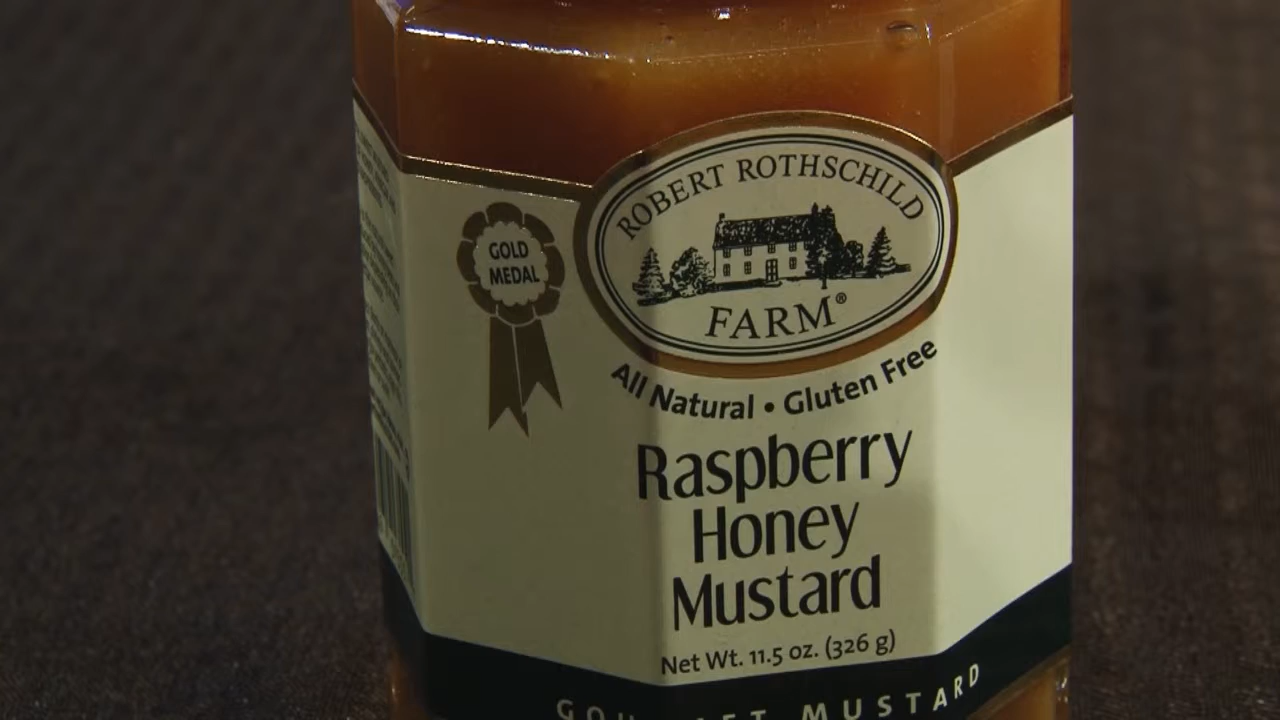 ROBERT ROTHSCHILD
FARM®
GOLD
MEDAL
All Natural • Gluten Free
Raspberry
Honey
Mustard
Net Wt. 11.5 oz. (326 g)
GOURMET MUSTARD